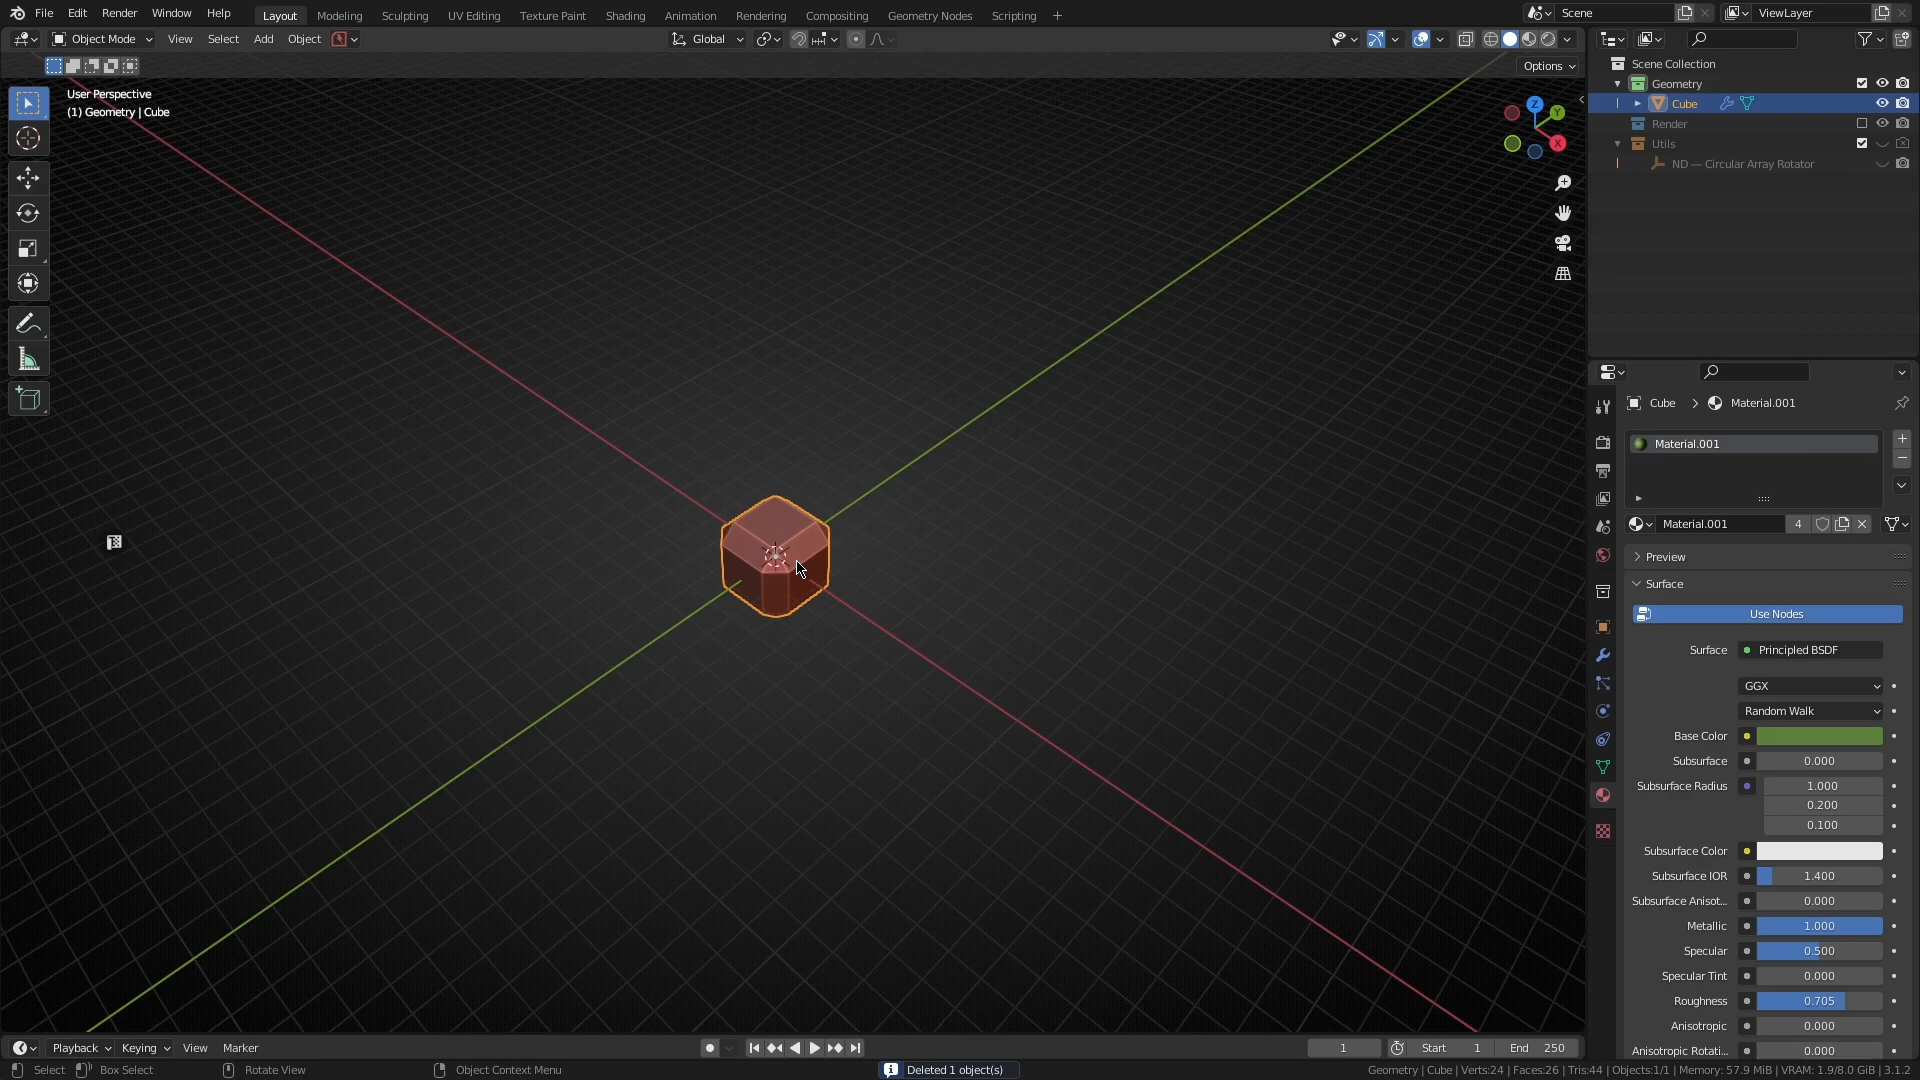 File Edit Render Window Help Layout Modeling Sculpting UV Editing Texture Paint Shading Animation Rendering Compositing Geometry Nodes Scripting + Scene ViewLayer
Object Mode View Select Add Object Global
Options
User Perspective
(1) Geometry | Cube
Z
Y
X
Scene Collection
Geometry
Cube
Render
Utils
ND — Circular Array Rotator
Cube > Material.001
Material.001
Material.001 4
Preview
Surface
Use Nodes
Surface Principled BSDF
GGX
Random Walk
Base Color
Subsurface 0.000
Subsurface Radius 1.000
0.200
0.100
Subsurface Color
Subsurface IOR 1.400
Subsurface Anisot... 0.000
Metallic 1.000
Specular 0.500
Specular Tint 0.000
Roughness 0.705
Anisotropic 0.000
Anisotropic Rotati... 0.000
Playback Keying View Marker 1 Start 1 End 250
Select Box Select Rotate View Object Context Menu Deleted 1 object(s) Geometry | Cube | Verts:24 | Faces:26 | Tris:44 | Objects:1/1 | Memory: 57.9 MiB | VRAM: 1.9/8.0 GiB | 3.1.2